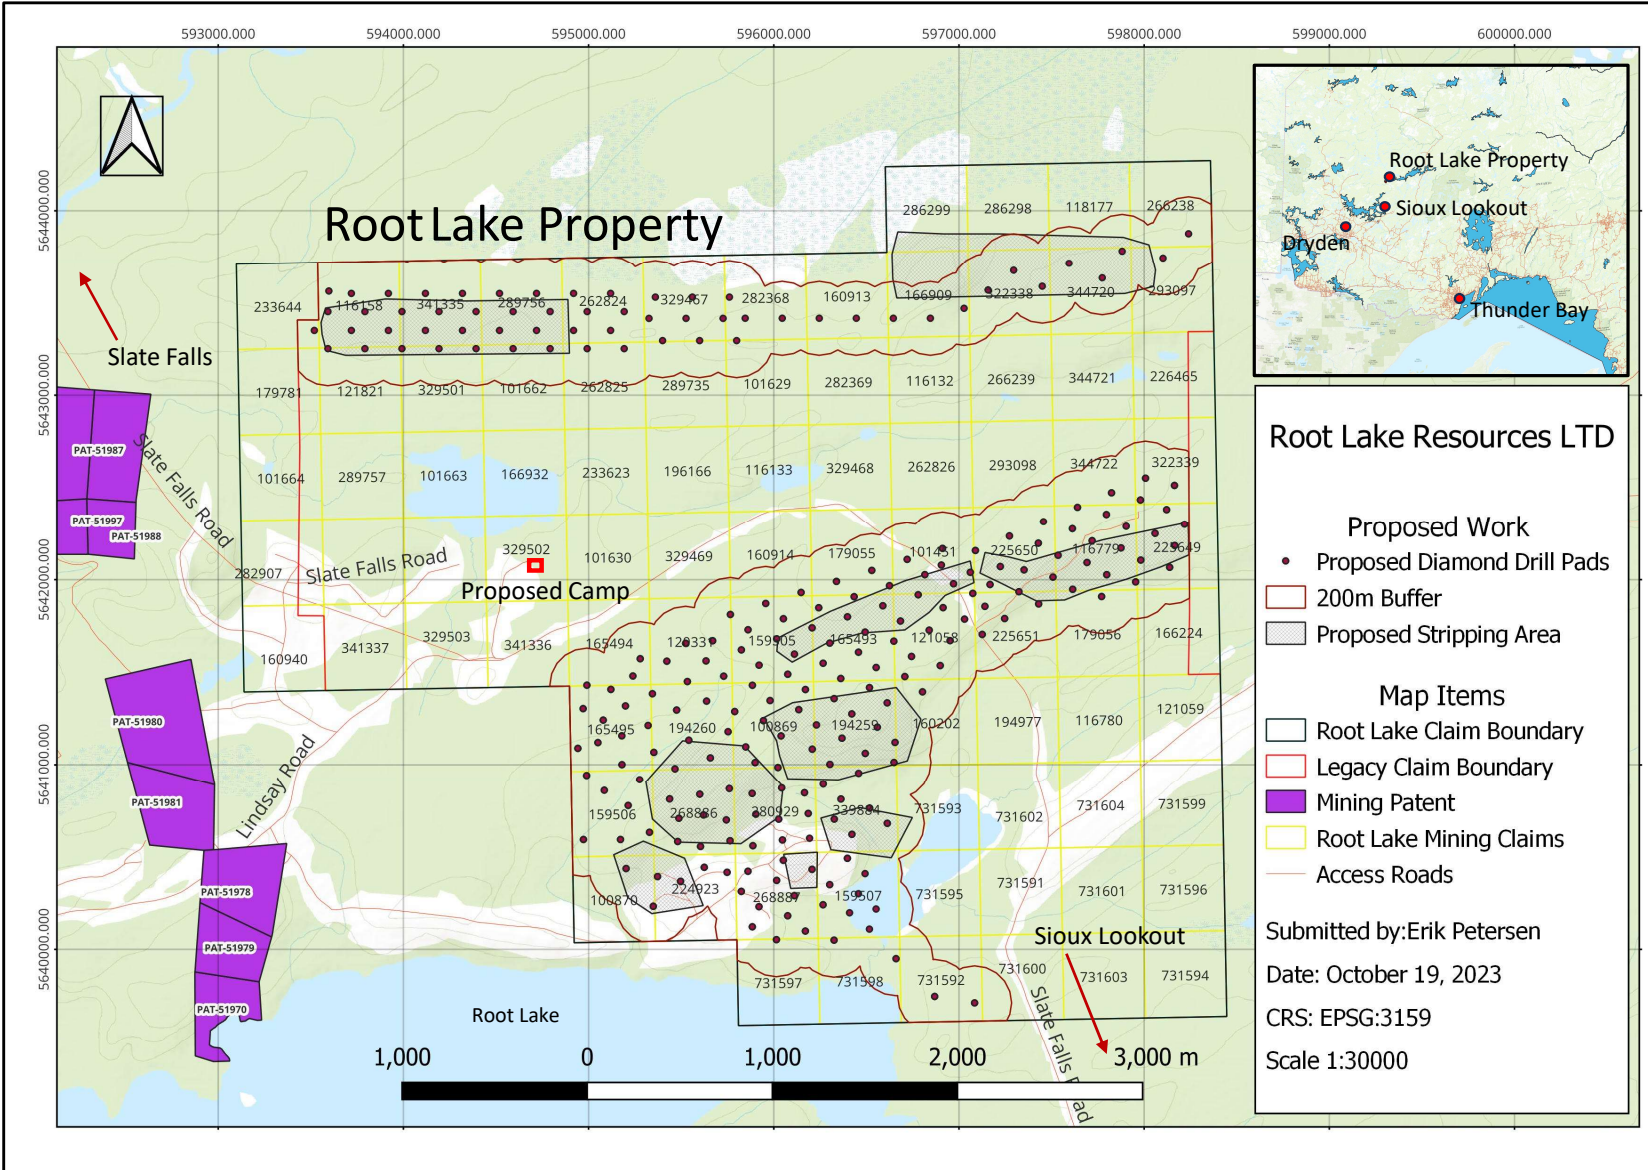 593000.000 594000.000 595000.000 596000.000 597000.000 598000.000 599000.000 600000.000
5644000.000
5643000.000
5642000.000
5641000.000
5640000.000
Root Lake Property
286299 286298 118177 266238
233644 116158 341335 289756 262824 329467 282368 160913 166909 322338 344720 293097
Slate Falls
179781 121821 329501 101662 262825 289735 101629 282369 116132 266239 344721 226465
PAT-51987
Slate Falls Road
101664 289757 101663 166932 233623 196166 116133 329468 262826 293098 344722 322339
PAT-51997
PAT-51988
282907 Slate Falls Road 329502 101630 329469 160914 179055 101451 225650 116779 225649
Proposed Camp
160940 341337 329503 341336 165494 129331 159505 165493 121058 225651 179056 166224
PAT-51980
165495 194260 100869 194259 160202 194977 116780 121059
Lindsay Road
PAT-51981
159506 268886 280929 339884 731593 731602 731604 731599
PAT-51978
100870 224923 268887 159507 731595 731591 731601 731596
PAT-51979
Sioux Lookout
731597 731598 731592 731600 731603 731594
PAT-51970
Root Lake
Slate Falls Road
1,000 0 1,000 2,000 3,000 m
Root Lake Property
Sioux Lookout
Dryden
Thunder Bay
Root Lake Resources LTD
Proposed Work
Proposed Diamond Drill Pads
200m Buffer
Proposed Stripping Area
Map Items
Root Lake Claim Boundary
Legacy Claim Boundary
Mining Patent
Root Lake Mining Claims
Access Roads
Submitted by:Erik Petersen
Date: October 19, 2023
CRS: EPSG:3159
Scale 1:30000